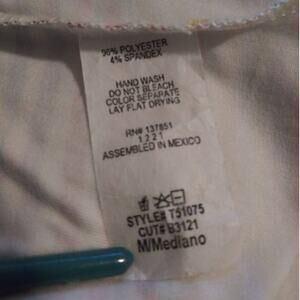 96% POLYESTER
4% SPANDEX
HAND WASH
DO NOT BLEACH
COLOR SEPARATE
LAY FLAT DRYING
RN# 137851
1 2 2 1
ASSEMBLED IN MEXICO
STYLE# T51075
CUT# B3121
M/Mediano